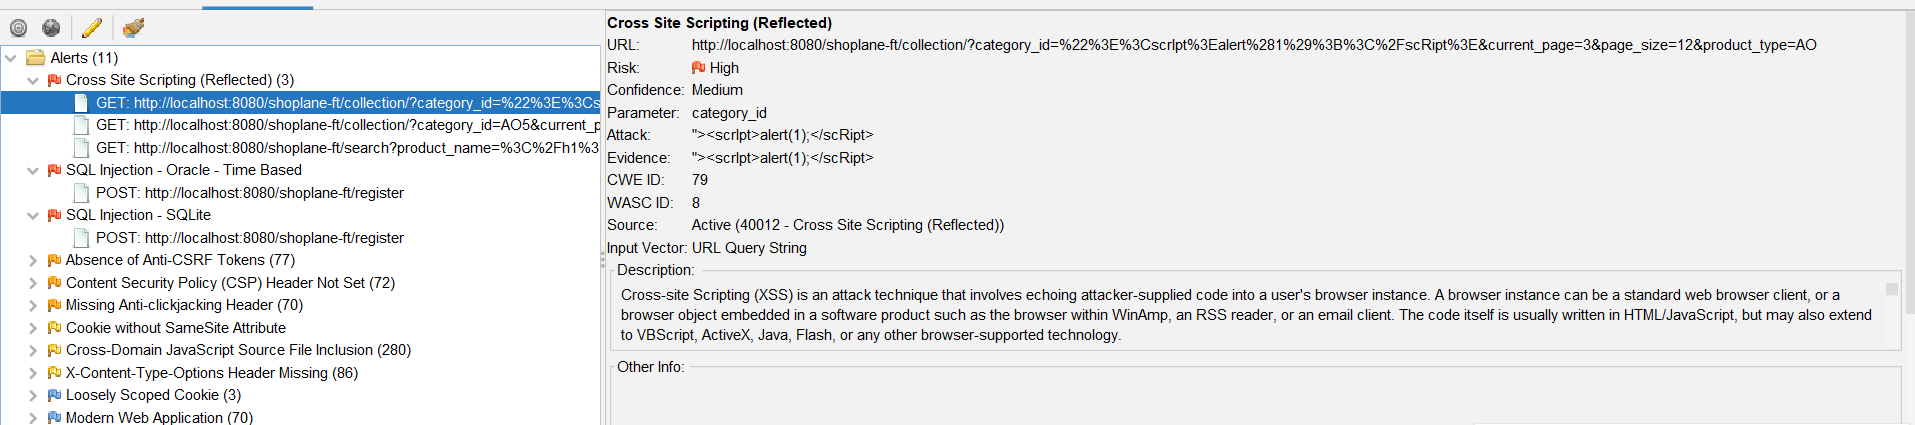 Alerts (11)
Cross Site Scripting (Reflected) (3)
GET: http://localhost:8080/shoplane-ft/collection/?category_id=%22%3E%3Cs
GET: http://localhost:8080/shoplane-ft/collection/?category_id=AO5&current_p
GET: http://localhost:8080/shoplane-ft/search?product_name=%3C%2Fh1%3
SQL Injection - Oracle - Time Based
POST: http://localhost:8080/shoplane-ft/register
SQL Injection - SQLite
POST: http://localhost:8080/shoplane-ft/register
Absence of Anti-CSRF Tokens (77)
Content Security Policy (CSP) Header Not Set (72)
Missing Anti-clickjacking Header (70)
Cookie without SameSite Attribute
Cross-Domain JavaScript Source File Inclusion (280)
X-Content-Type-Options Header Missing (86)
Loosely Scoped Cookie (3)
Modern Web Application (70)
Cross Site Scripting (Reflected)
URL: http://localhost:8080/shoplane-ft/collection/?category_id=%22%3E%3CscrIpt%3Ealert%281%29%3B%3C%2FscRipt%3E&current_page=3&page_size=12&product_type=AO
Risk: High
Confidence: Medium
Parameter: category_id
Attack: "><scrIpt>alert(1);</scRipt>
Evidence: "><scrIpt>alert(1);</scRipt>
CWE ID: 79
WASC ID: 8
Source: Active (40012 - Cross Site Scripting (Reflected))
Input Vector: URL Query String
Description:
Cross-site Scripting (XSS) is an attack technique that involves echoing attacker-supplied code into a user's browser instance. A browser instance can be a standard web browser client, or a
browser object embedded in a software product such as the browser within WinAmp, an RSS reader, or an email client. The code itself is usually written in HTML/JavaScript, but may also extend
to VBScript, ActiveX, Java, Flash, or any other browser-supported technology.
Other Info: